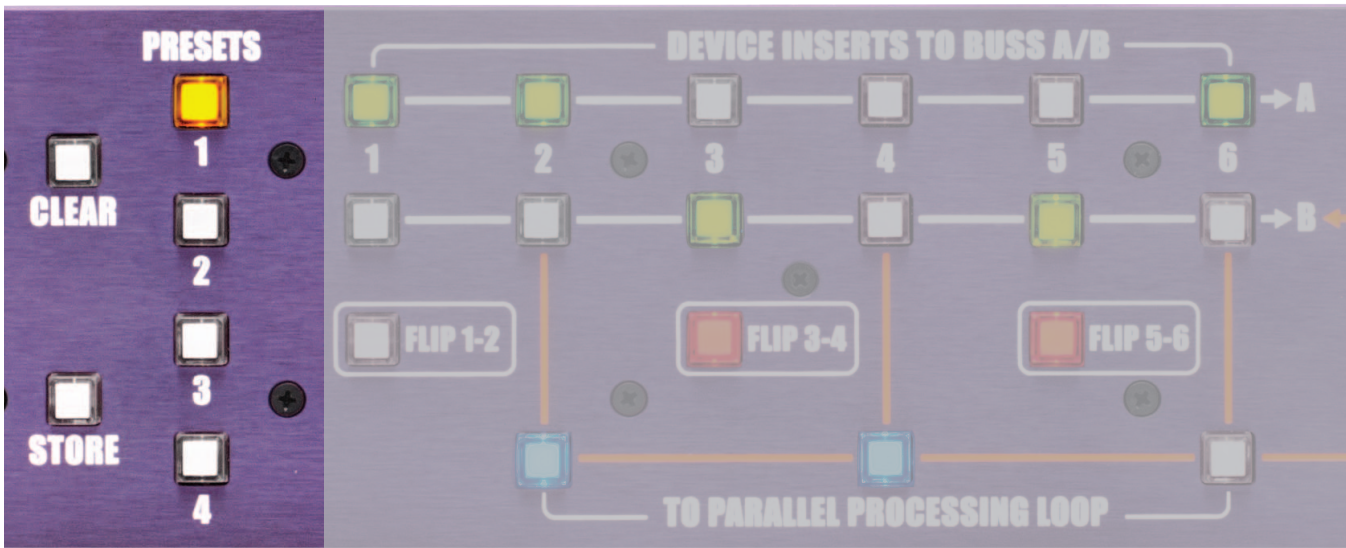 PRESETS
1
CLEAR
2
3
STORE
4
DEVICE INSERTS TO BUSS A/B
A
1 2 3 4 5 6
B
FLIP 1-2 FLIP 3-4 FLIP 5-6
TO PARALLEL PROCESSING LOOP